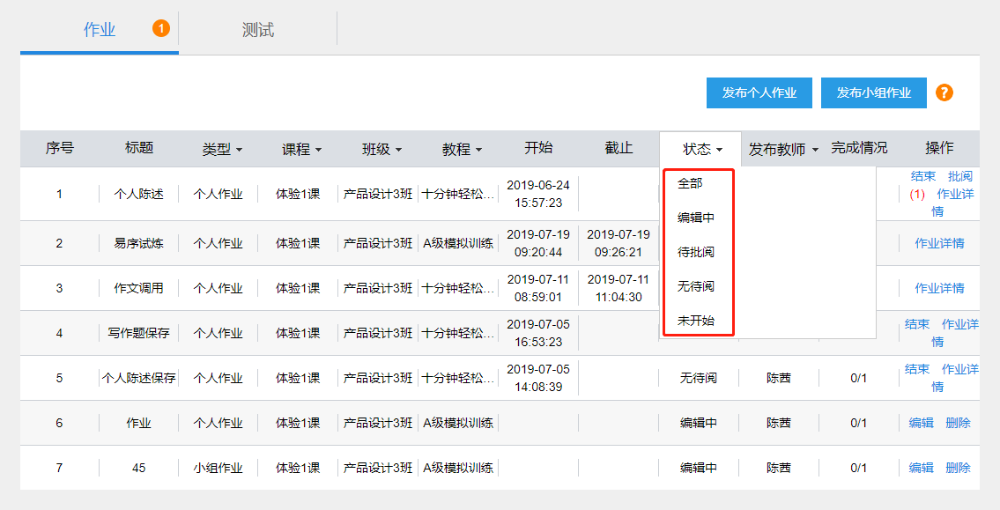 作业 1 测试
发布个人作业 发布小组作业 ?
序号 标题 类型 课程 班级 教程 开始 截止 状态 发布教师 完成情况 操作
1 个人陈述 个人作业 体验1课 产品设计3班 十分钟轻松... 2019-06-24 15:57:23 结束 批阅(1) 作业详情
2 易序试炼 个人作业 体验1课 产品设计3班 A级模拟训练 2019-07-19 09:20:44 2019-07-19 09:26:21 作业详情
3 作文调用 个人作业 体验1课 产品设计3班 十分钟轻松... 2019-07-11 08:59:01 2019-07-11 11:04:30 作业详情
4 写作题保存 个人作业 体验1课 产品设计3班 十分钟轻松... 2019-07-05 16:53:23 结束 作业详情
全部
编辑中
待批阅
无待阅
未开始
5 个人陈述保存 个人作业 体验1课 产品设计3班 十分钟轻松... 2019-07-05 14:08:39 无待阅 陈茜 0/1 结束 作业详情
6 作业 个人作业 体验1课 产品设计3班 A级模拟训练 编辑中 陈茜 0/1 编辑 删除
7 45 小组作业 体验1课 产品设计3班 A级模拟训练 编辑中 陈茜 0/1 编辑 删除